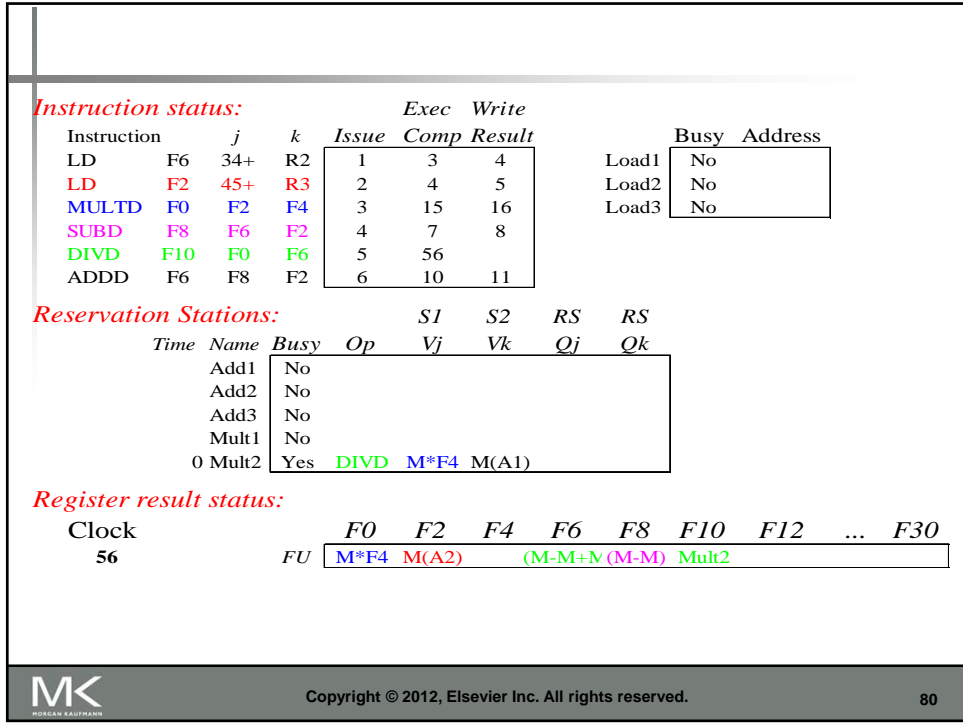 Instruction status: Exec Write
Instruction j k Issue Comp Result Busy Address
LD F6 34+ R2 1 3 4 Load1 No
LD F2 45+ R3 2 4 5 Load2 No
MULTD F0 F2 F4 3 15 16 Load3 No
SUBD F8 F6 F2 4 7 8
DIVD F10 F0 F6 5 56
ADDD F6 F8 F2 6 10 11
Reservation Stations: S1 S2 RS RS
Time Name Busy Op Vj Vk Qj Qk
Add1 No
Add2 No
Add3 No
Mult1 No
0 Mult2 Yes DIVD M*F4 M(A1)
Register result status:
Clock F0 F2 F4 F6 F8 F10 F12 ... F30
56 FU M*F4 M(A2) (M-M+M (M-M) Mult2
MK
MORGAN KAUFMANN
Copyright © 2012, Elsevier Inc. All rights reserved. 80